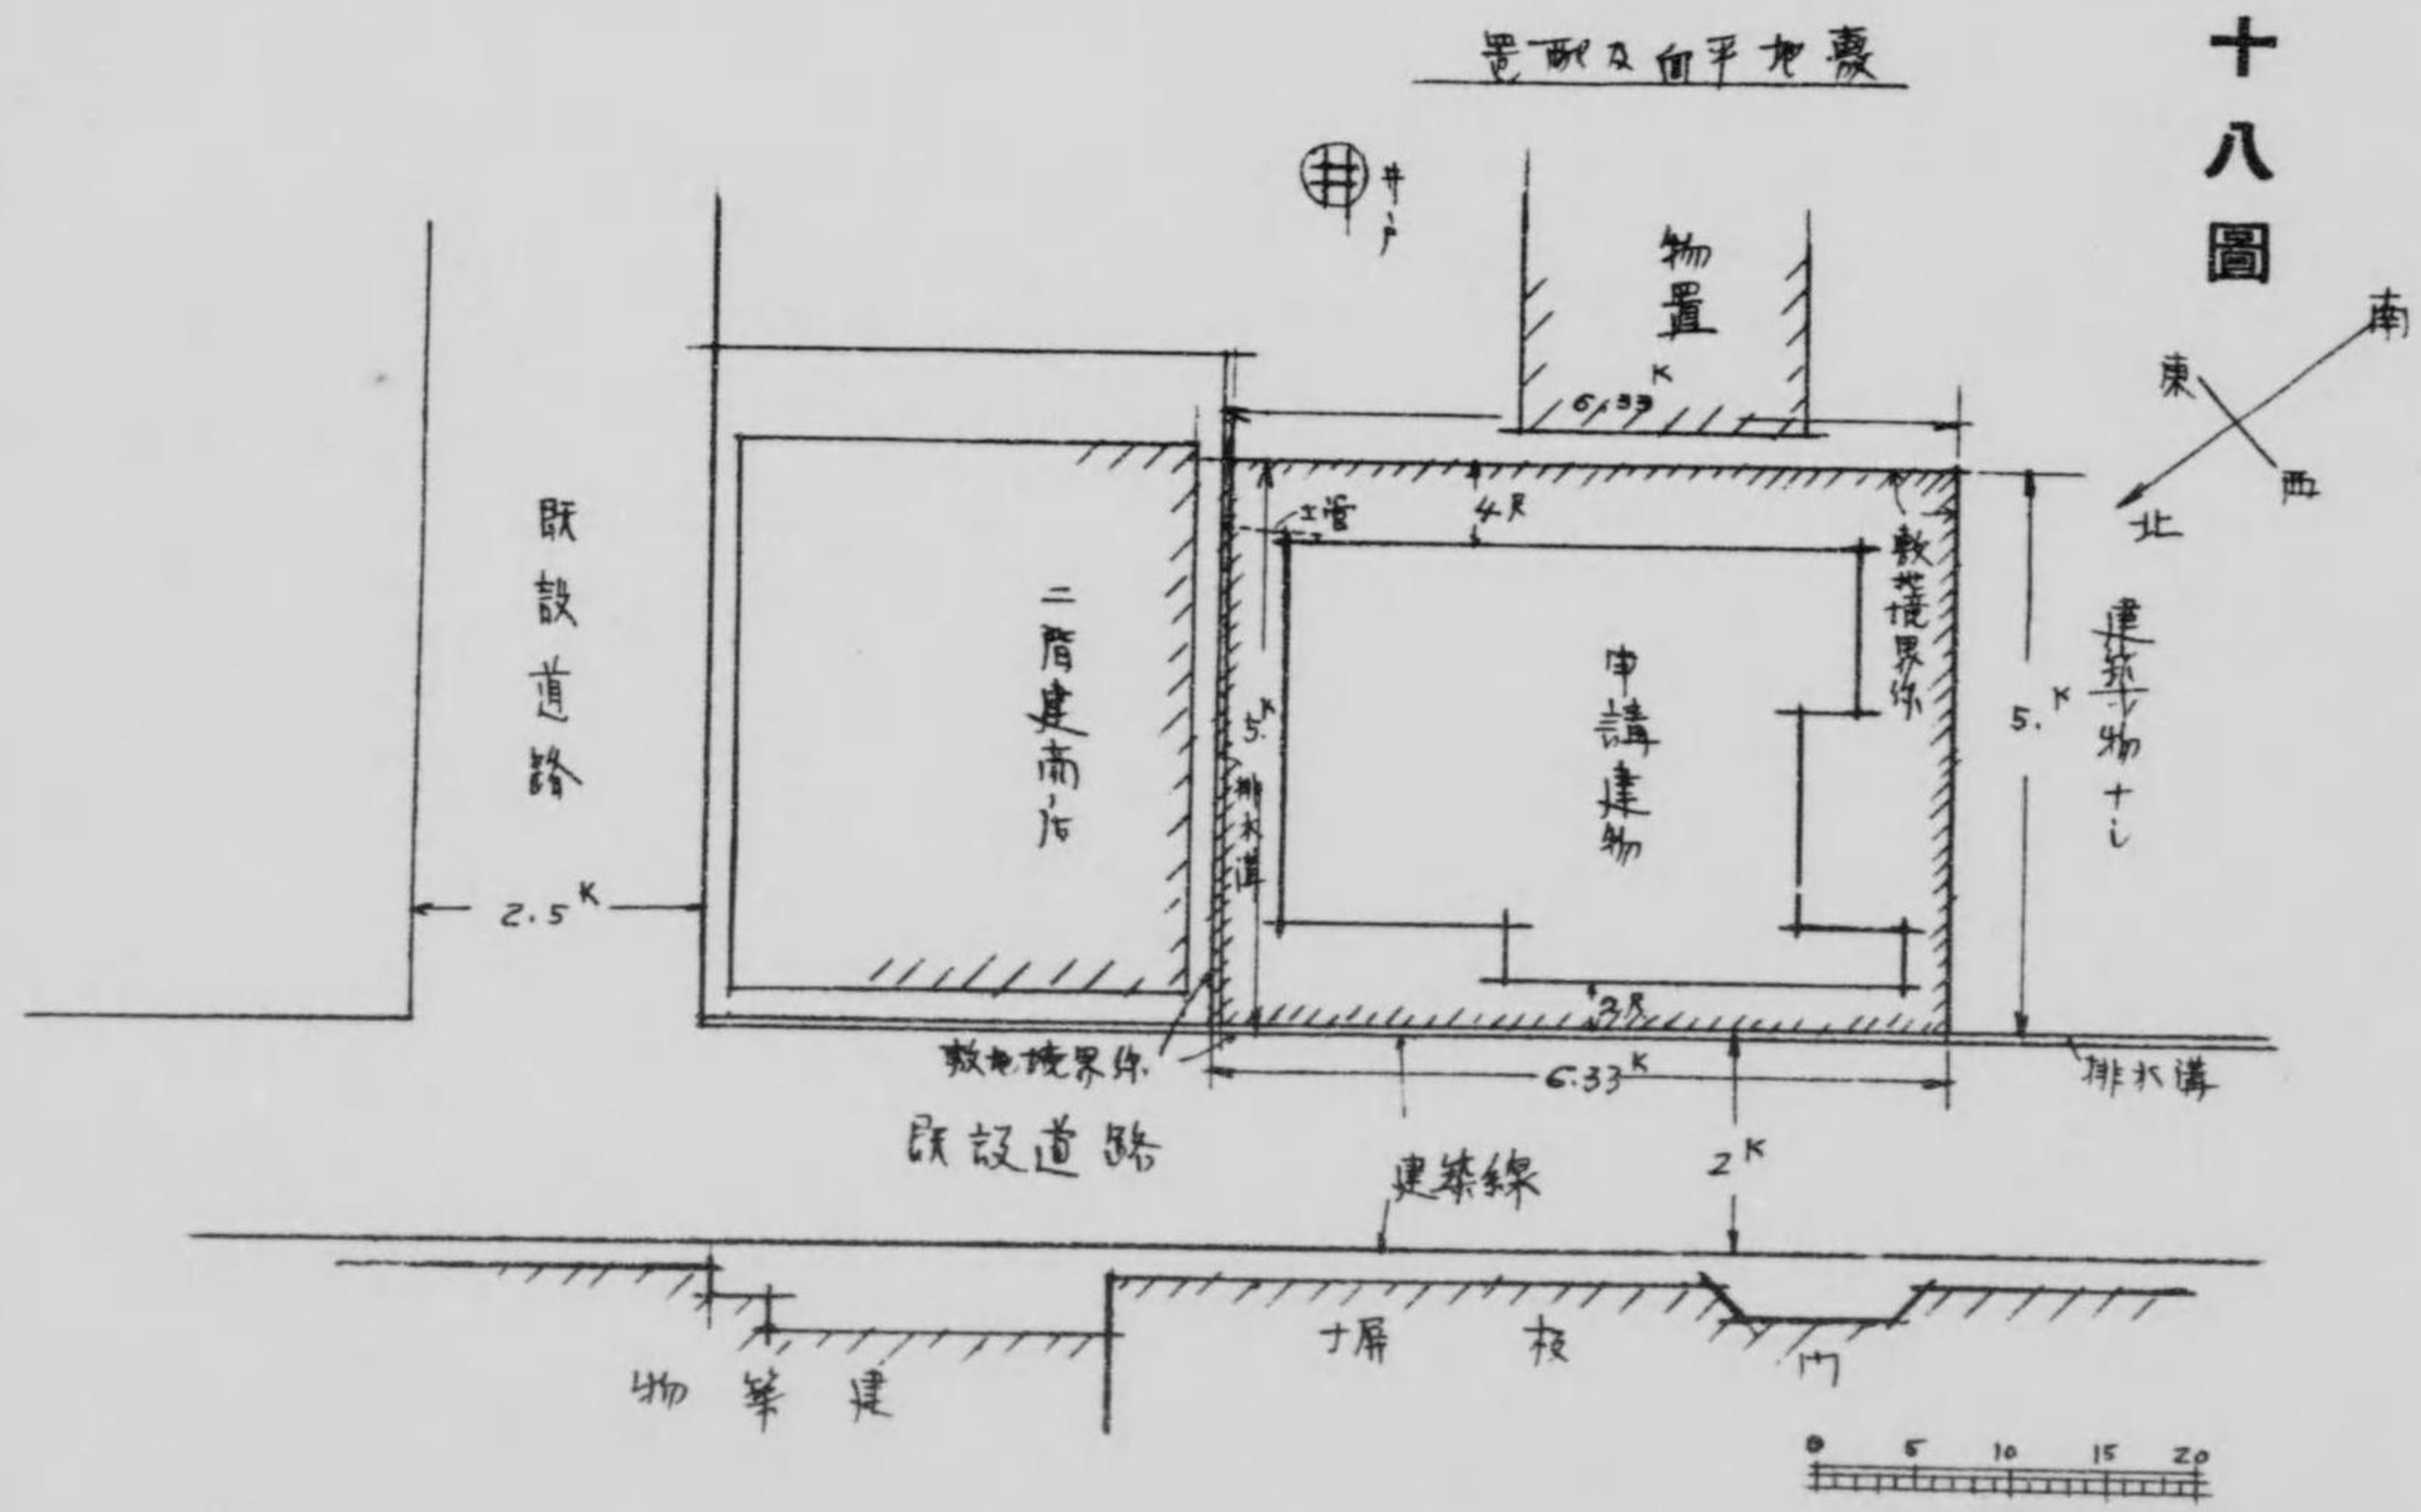 十八圖
敷地平面及配置
井戸
物置
6.33K
南
東
西
北
土管
4尺
敷地境界線
既設道路
二階建商店
5.K
排水溝
申請建物
5.K
建築物ナシ
2.5K
3尺
敷地境界線
6.33K
排水溝
既設道路
建築線
2K
建築物
板屏
門
0 5 10 15 20